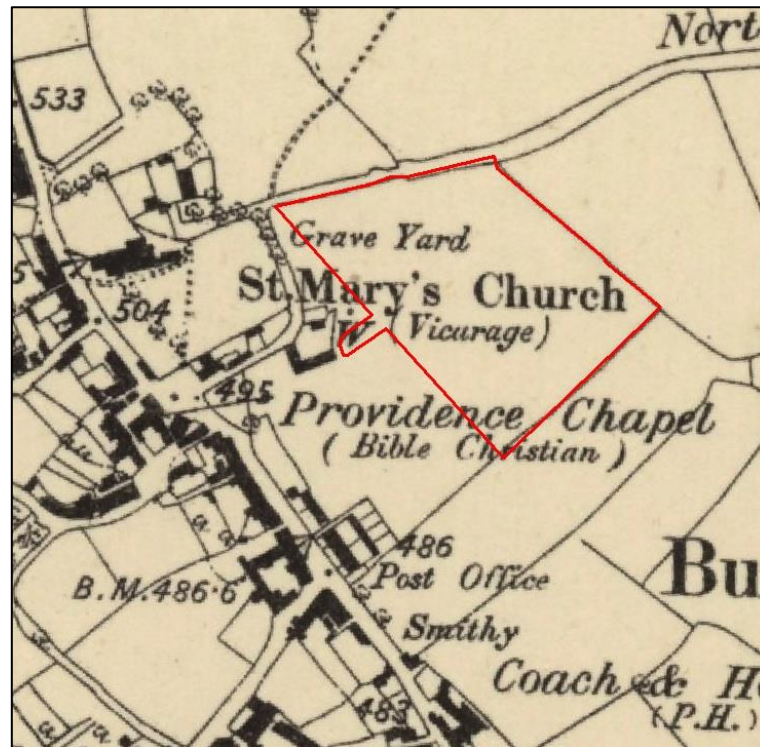 Nort
533
Grave Yard
St. Mary's Church
W (Vicarage)
504
495
Providence Chapel
(Bible Christian)
486
Post Office
Bu
B.M.486·6
Smithy
Coach & H
(P.H.)
483